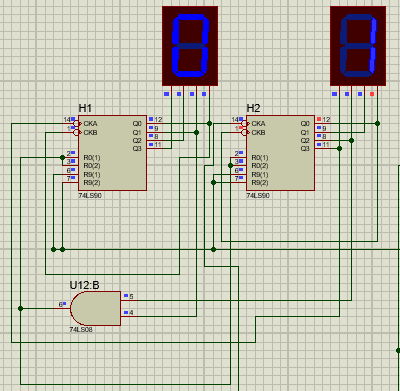 0 1
H1 H2
14 CKA Q0 12 14 CKA Q0 12
1 CKB Q1 9 1 CKB Q1 9
Q2 8 Q2 8
Q3 11 Q3 11
2 R0(1) 2 R0(1)
3 R0(2) 3 R0(2)
6 R9(1) 6 R9(1)
7 R9(2) 7 R9(2)
74LS90 74LS90
U12:B
5
6
4
74LS08